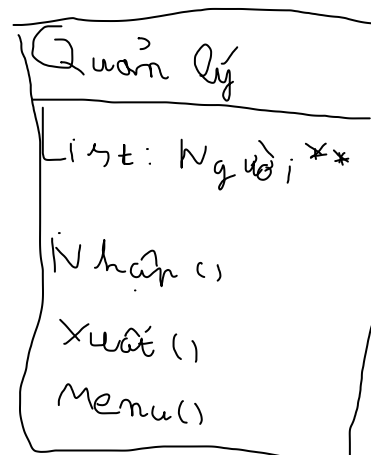 Quản lý
List: Người **
Nhập ()
Xuất ()
Menu()